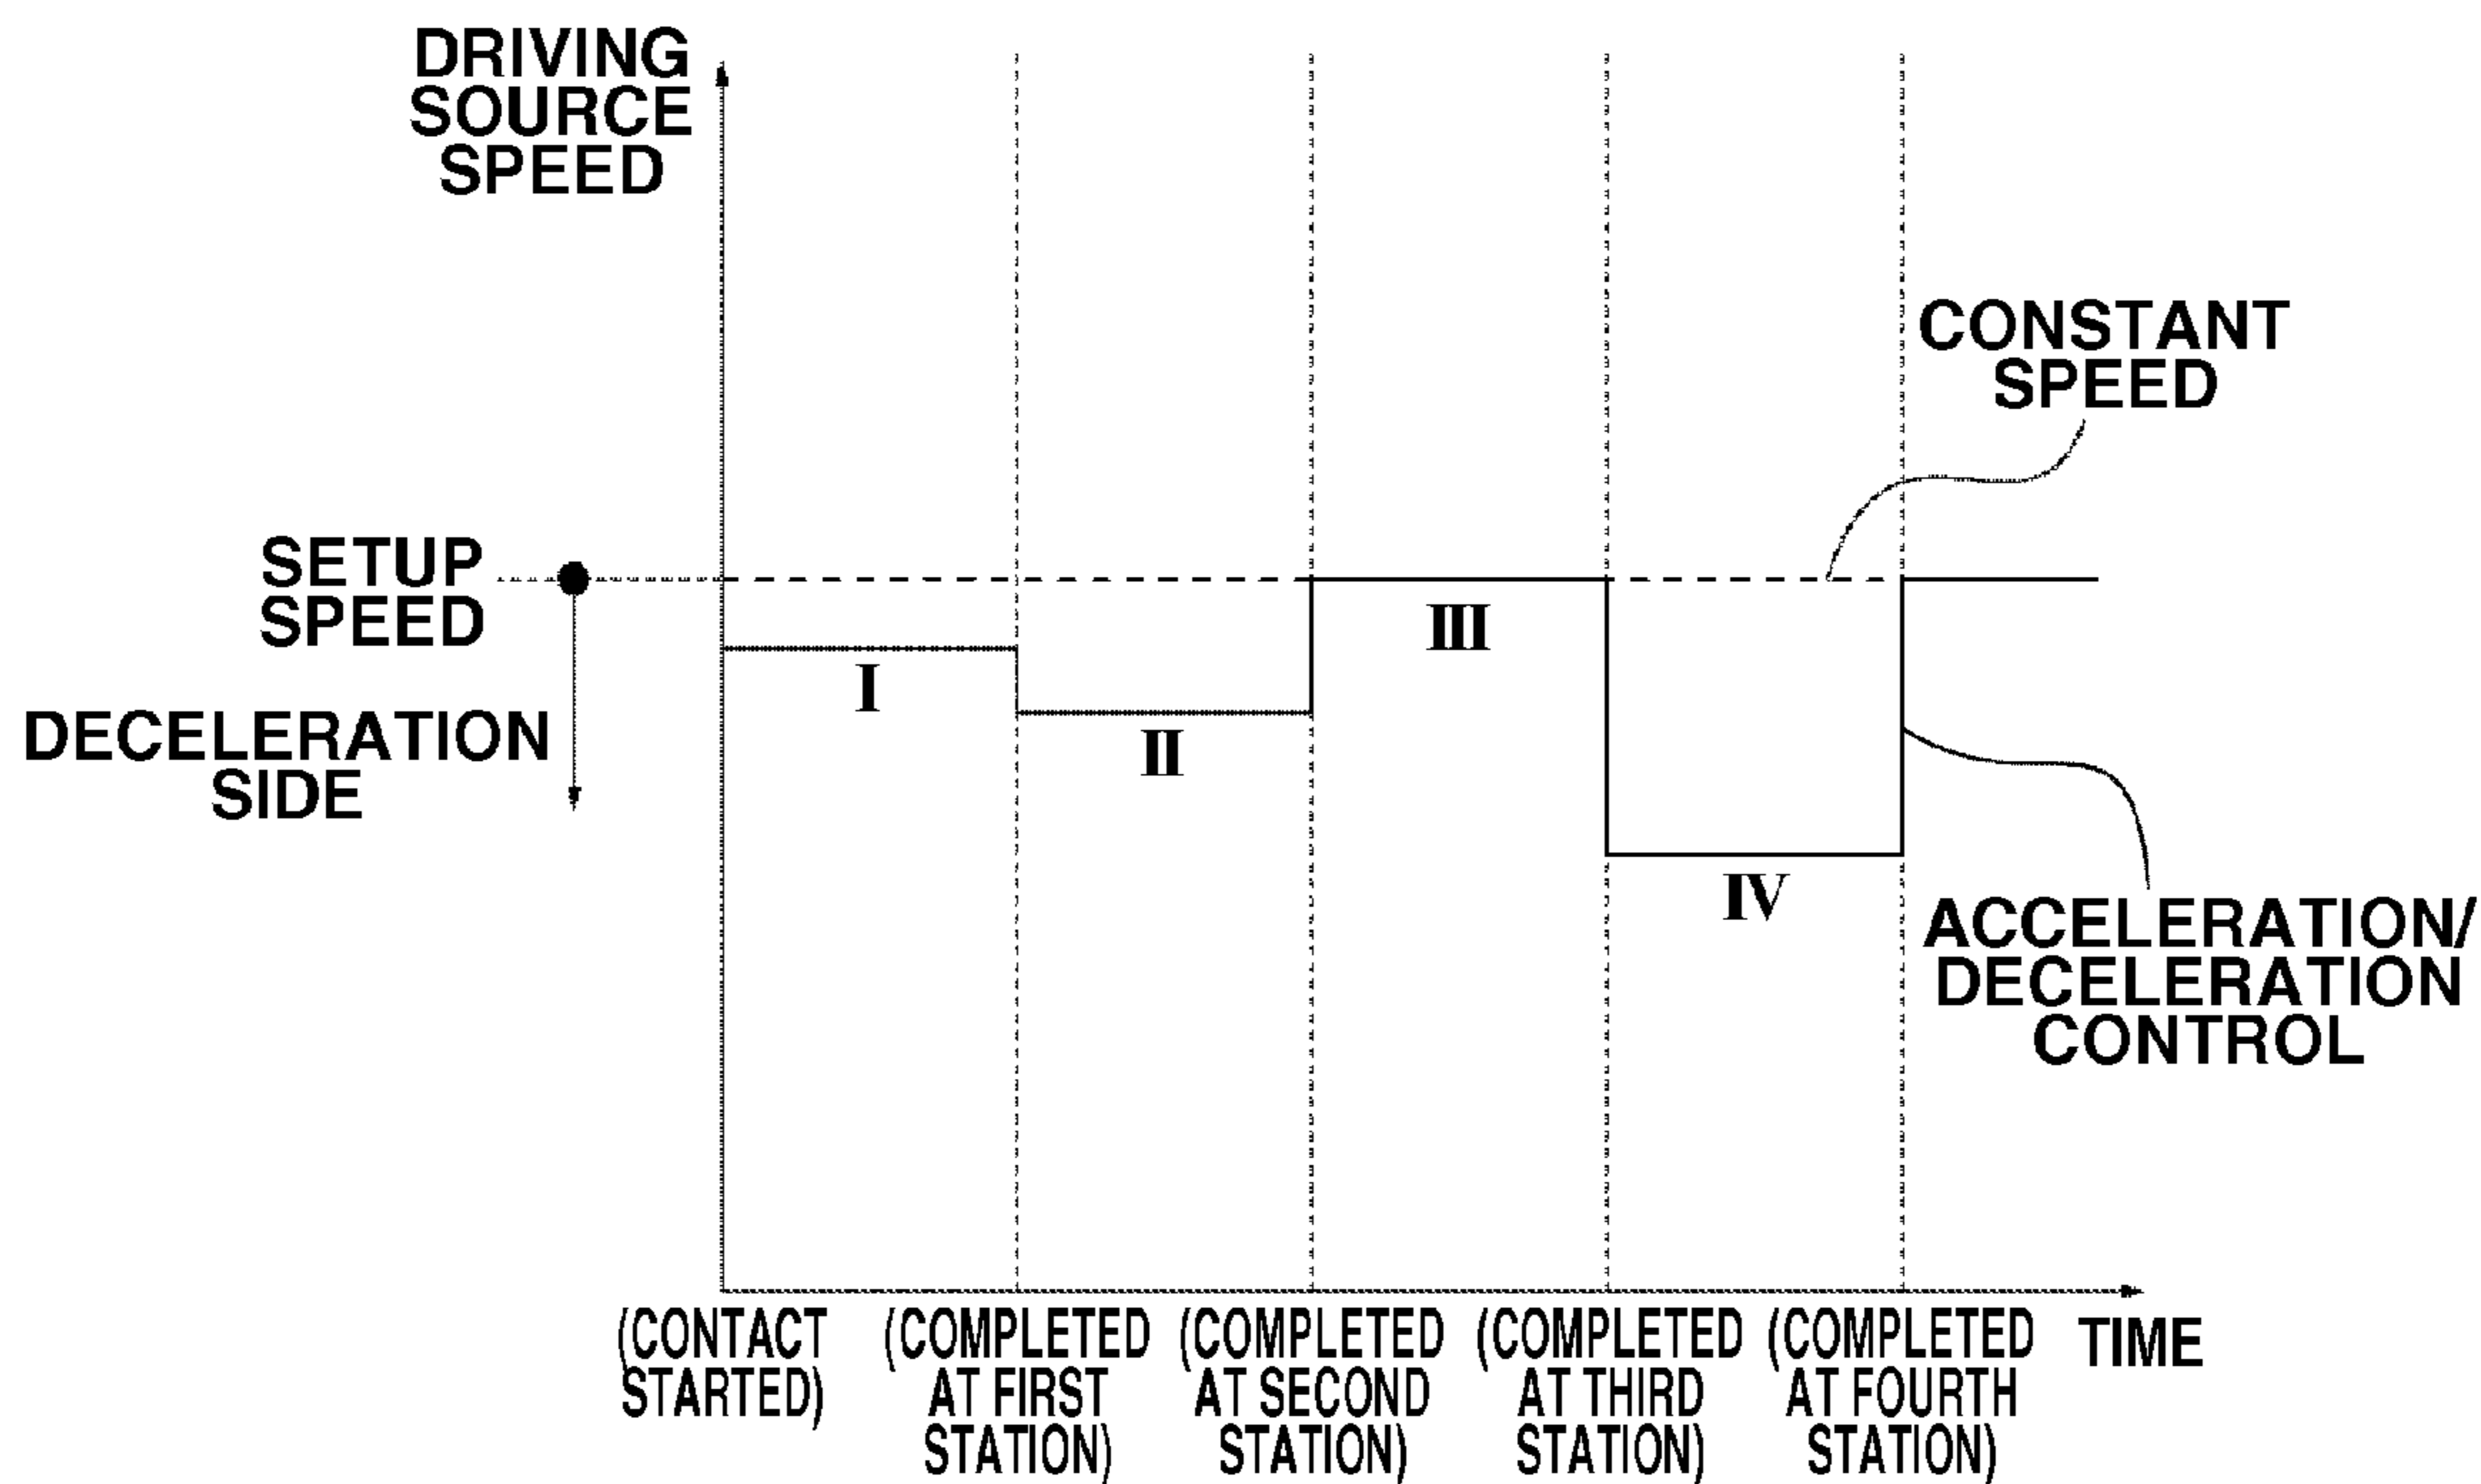 DRIVING
SOURCE
SPEED
CONSTANT
SPEED
SETUP
SPEED
DECELERATION
SIDE
I
II
III
IV
ACCELERATION/
DECELERATION
CONTROL
(CONTACT
STARTED)
(COMPLETED
AT FIRST
STATION)
(COMPLETED
AT SECOND
STATION)
(COMPLETED
AT THIRD
STATION)
(COMPLETED
AT FOURTH
STATION)
TIME